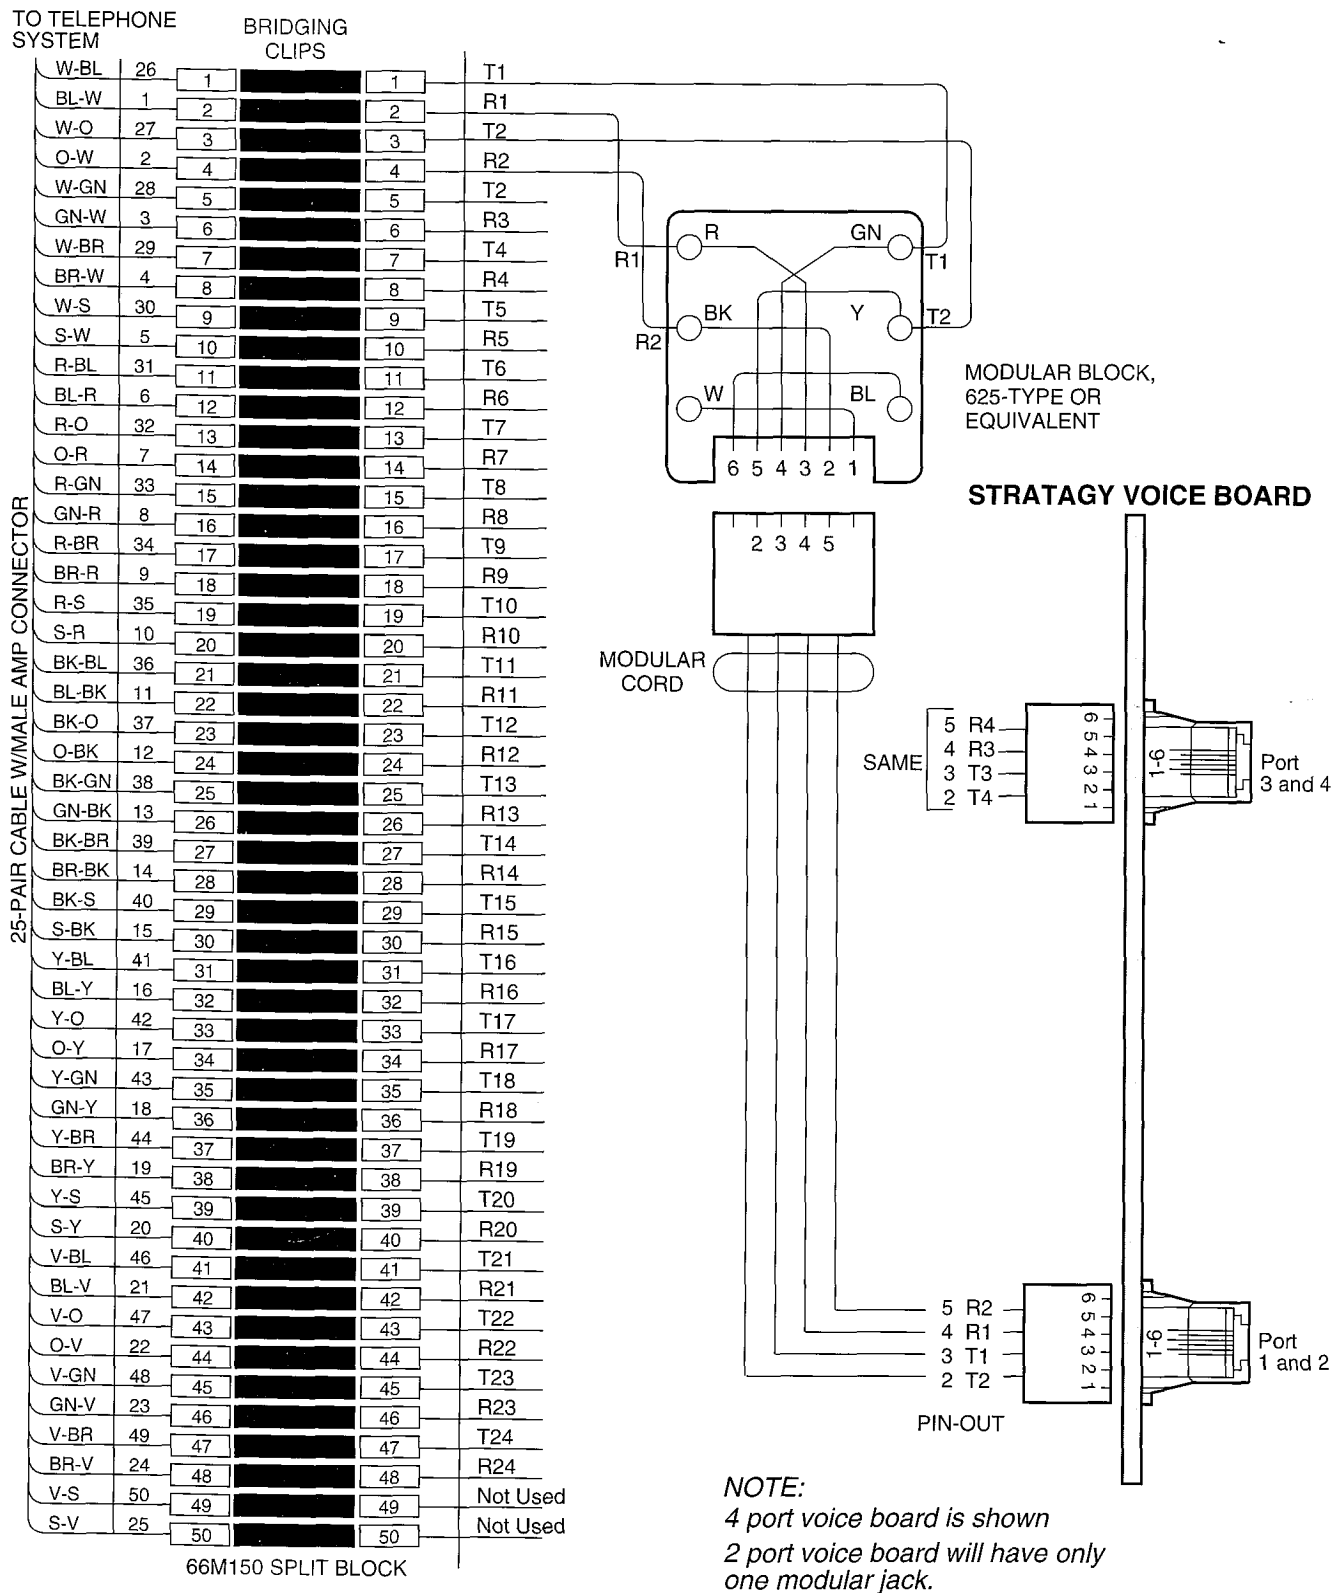 TO TELEPHONE
SYSTEM
BRIDGING
CLIPS
W-BL 26 1 1 T1
BL-W 1 2 2 R1
W-O 27 3 3 T2
O-W 2 4 4 R2
W-GN 28 5 5 T2
GN-W 3 6 6 R3
W-BR 29 7 7 T4
BR-W 4 8 8 R4
W-S 30 9 9 T5
S-W 5 10 10 R5
R-BL 31 11 11 T6
BL-R 6 12 12 R6
R-O 32 13 13 T7
O-R 7 14 14 R7
R-GN 33 15 15 T8
GN-R 8 16 16 R8
R-BR 34 17 17 T9
BR-R 9 18 18 R9
R-S 35 19 19 T10
S-R 10 20 20 R10
BK-BL 36 21 21 T11
BL-BK 11 22 22 R11
BK-O 37 23 23 T12
O-BK 12 24 24 R12
BK-GN 38 25 25 T13
GN-BK 13 26 26 R13
BK-BR 39 27 27 T14
BR-BK 14 28 28 R14
BK-S 40 29 29 T15
S-BK 15 30 30 R15
Y-BL 41 31 31 T16
BL-Y 16 32 32 R16
Y-O 42 33 33 T17
O-Y 17 34 34 R17
Y-GN 43 35 35 T18
GN-Y 18 36 36 R18
Y-BR 44 37 37 T19
BR-Y 19 38 38 R19
Y-S 45 39 39 T20
S-Y 20 40 40 R20
V-BL 46 41 41 T21
BL-V 21 42 42 R21
V-O 47 43 43 T22
O-V 22 44 44 R22
V-GN 48 45 45 T23
GN-V 23 46 46 R23
V-BR 49 47 47 T24
BR-V 24 48 48 R24
V-S 50 49 49 Not Used
S-V 25 50 50 Not Used
25-PAIR CABLE W/MALE AMP CONNECTOR
66M150 SPLIT BLOCK
R GN
R1 T1
BK Y T2
R2
W BL
6 5 4 3 2 1
MODULAR BLOCK,
625-TYPE OR
EQUIVALENT
STRATAGY VOICE BOARD
2 3 4 5
MODULAR
CORD
SAME
5 R4
4 R3
3 T3
2 T4
6 5 4 3 2 1
1-6
Port
3 and 4
5 R2
4 R1
3 T1
2 T2
6 5 4 3 2 1
1-6
Port
1 and 2
PIN-OUT
NOTE:
4 port voice board is shown
2 port voice board will have only
one modular jack.